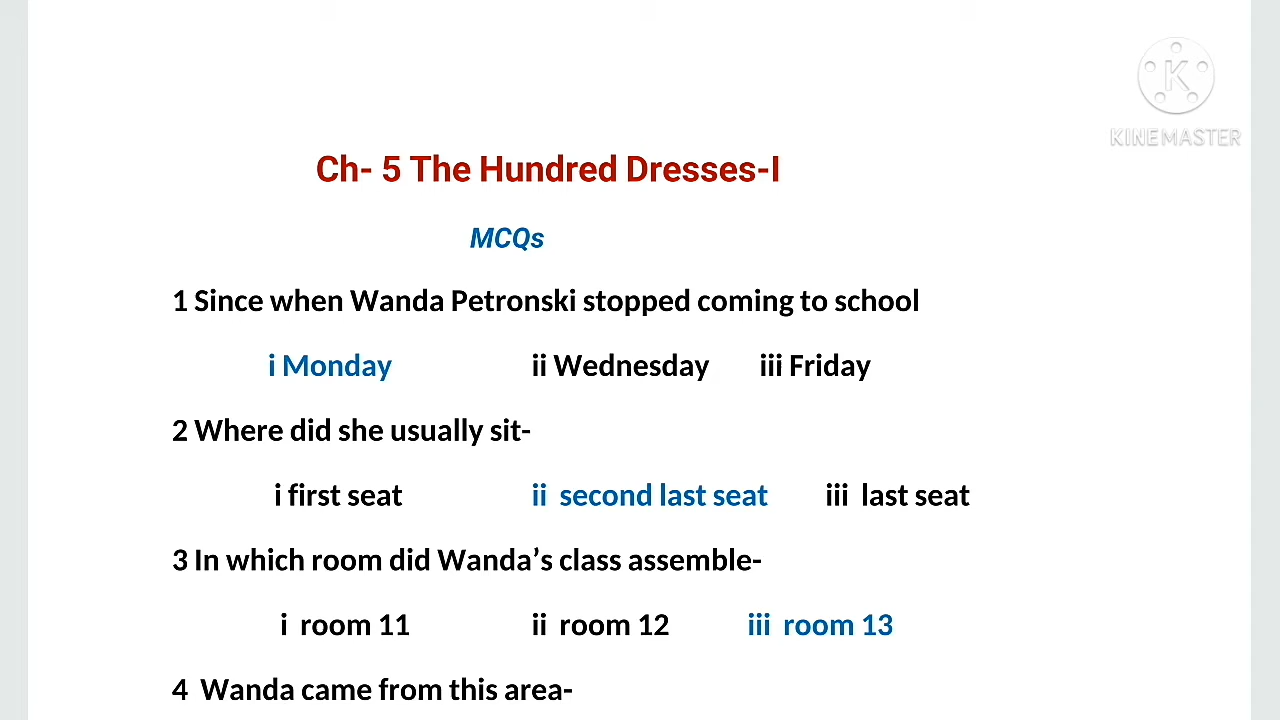 K
KINEMASTER
Ch- 5 The Hundred Dresses-I
MCQs
1 Since when Wanda Petronski stopped coming to school
i Monday ii Wednesday iii Friday
2 Where did she usually sit-
i first seat ii second last seat iii last seat
3 In which room did Wanda’s class assemble-
i room 11 ii room 12 iii room 13
4 Wanda came from this area-